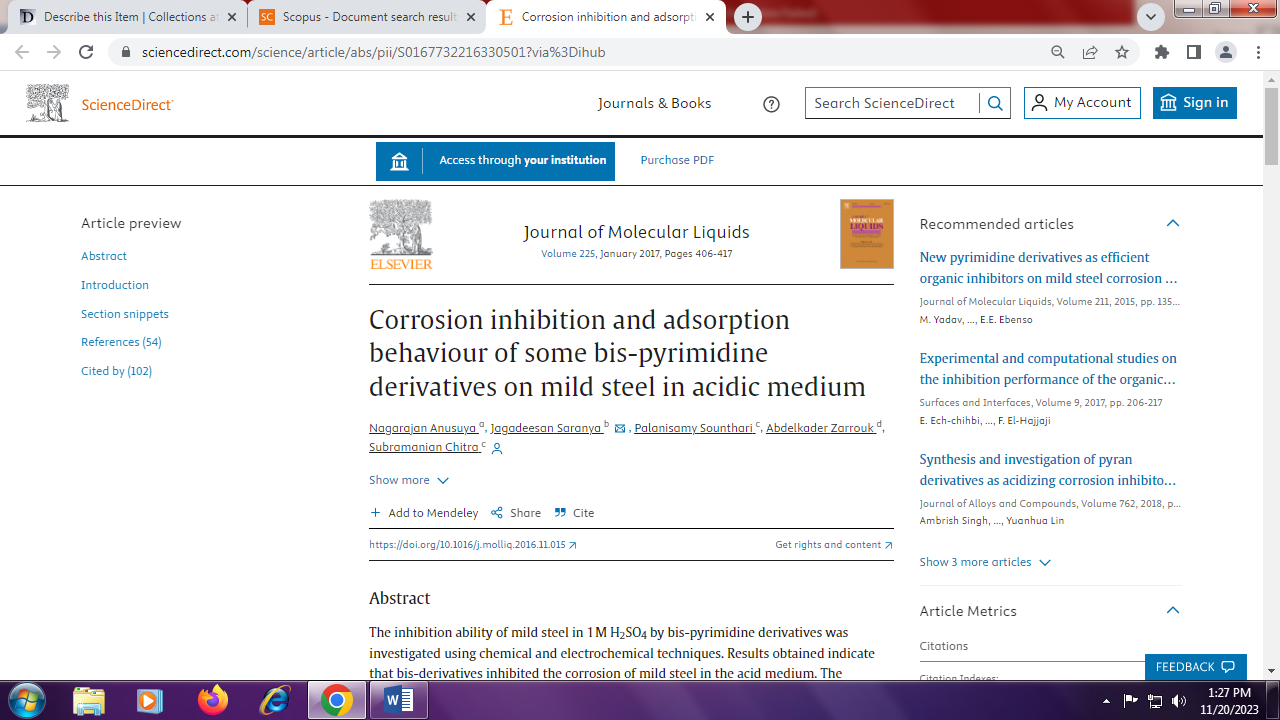 Describe this Item | Collections at
Scopus - Document search result
Corrosion inhibition and adsorpti
sciencedirect.com/science/article/abs/pii/S0167732216330501?via%3Dihub
ScienceDirect
Journals & Books
Search ScienceDirect
My Account
Sign in
Access through your institution
Purchase PDF
Article preview
Abstract
Introduction
Section snippets
References (54)
Cited by (102)
ELSEVIER
Journal of Molecular Liquids
Volume 225, January 2017, Pages 406-417
MOLECULAR
LIQUIDS
Corrosion inhibition and adsorption
behaviour of some bis-pyrimidine
derivatives on mild steel in acidic medium
Nagarajan Anusuya a, Jagadeesan Saranya b, Palanisamy Sounthari c, Abdelkader Zarrouk d,
Subramanian Chitra c
Show more
Add to Mendeley Share Cite
https://doi.org/10.1016/j.molliq.2016.11.015
Get rights and content
Abstract
The inhibition ability of mild steel in 1 M H2SO4 by bis-pyrimidine derivatives was
investigated using chemical and electrochemical techniques. Results obtained indicate
that bis-derivatives inhibited the corrosion of mild steel in the acid medium. The
Recommended articles
New pyrimidine derivatives as efficient
organic inhibitors on mild steel corrosion …
Journal of Molecular Liquids, Volume 211, 2015, pp. 135…
M. Yadav, …, E.E. Ebenso
Experimental and computational studies on
the inhibition performance of the organic…
Surfaces and Interfaces, Volume 9, 2017, pp. 206-217
E. Ech-chihbi, …, F. El-Hajjaji
Synthesis and investigation of pyran
derivatives as acidizing corrosion inhibito…
Journal of Alloys and Compounds, Volume 762, 2018, p…
Ambrish Singh, …, Yuanhua Lin
Show 3 more articles
Article Metrics
Citations
Citation Indexes:
FEEDBACK
1:27 PM
11/20/2023